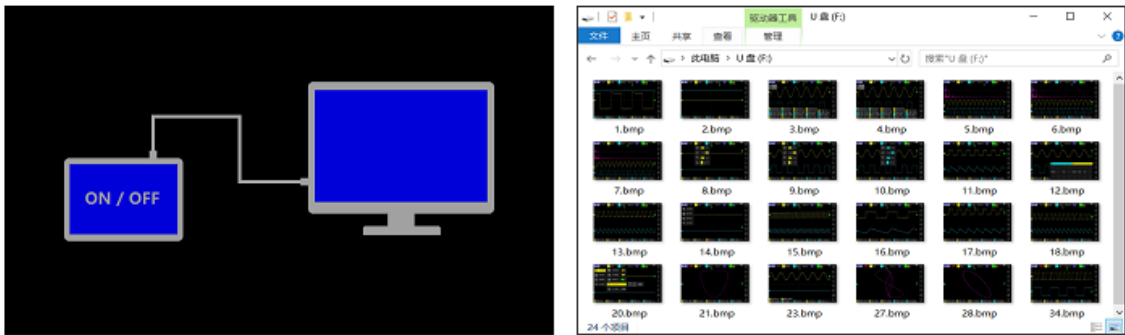 ON / OFF
驱动器工具 U 盘 (F:)
文件 主页 共享 查看 管理
此电脑 > U 盘 (F:)
搜索"U 盘 (F:)"
1.bmp 2.bmp 3.bmp 4.bmp 5.bmp 6.bmp
7.bmp 8.bmp 9.bmp 10.bmp 11.bmp 12.bmp
13.bmp 14.bmp 15.bmp 16.bmp 17.bmp 18.bmp
20.bmp 21.bmp 23.bmp 27.bmp 28.bmp 34.bmp
24 个项目